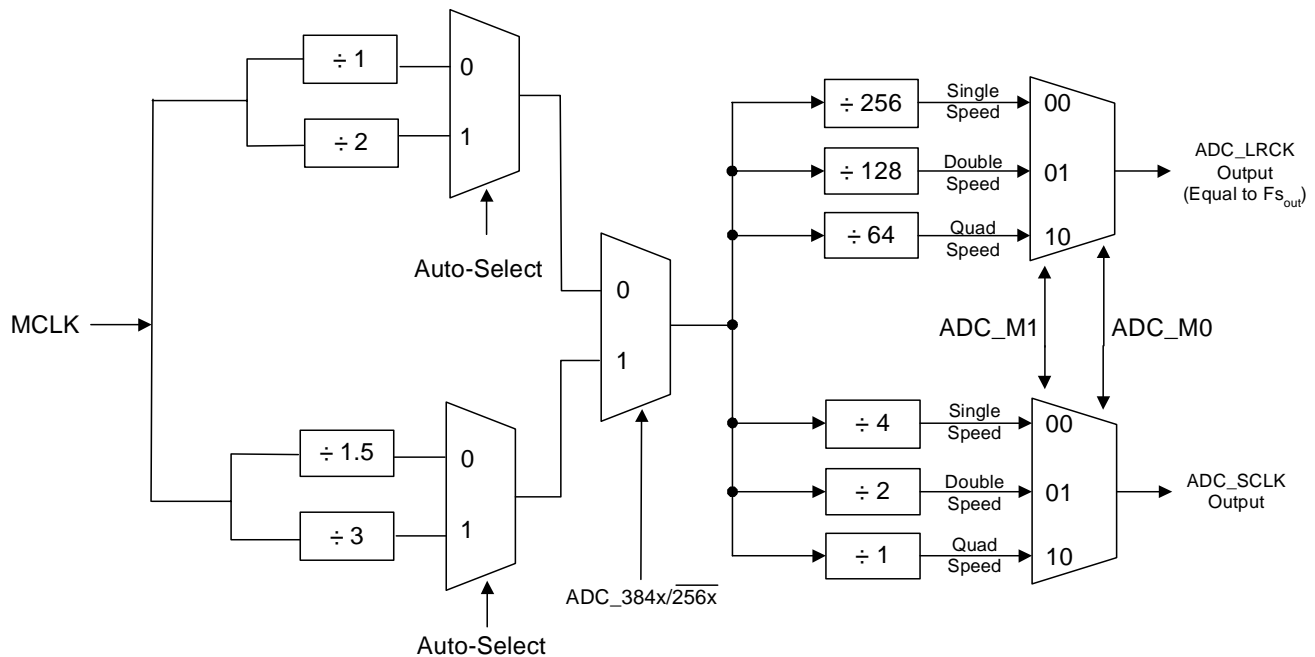 MCLK
÷ 1
÷ 2
0
1
Auto-Select
÷ 1.5
÷ 3
0
1
Auto-Select
0
1
ADC_384x/256x
÷ 256
Single
Speed
00
÷ 128
Double
Speed
01
÷ 64
Quad
Speed
10
ADC_LRCK
Output
(Equal to Fsout)
ADC_M1
ADC_M0
÷ 4
Single
Speed
00
÷ 2
Double
Speed
01
÷ 1
Quad
Speed
10
ADC_SCLK
Output